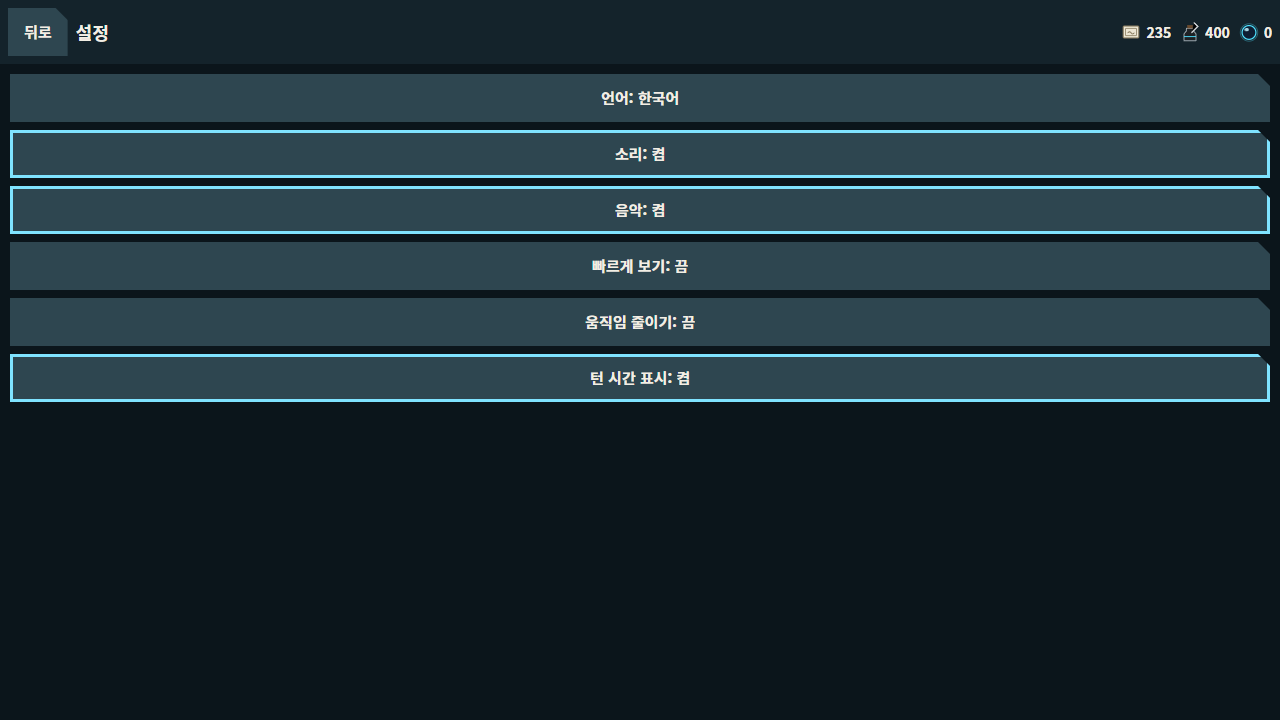 뒤로 설정 235 400 0
언어: 한국어
소리: 켬
음악: 켬
빠르게 보기: 끔
움직임 줄이기: 끔
턴 시간 표시: 켬